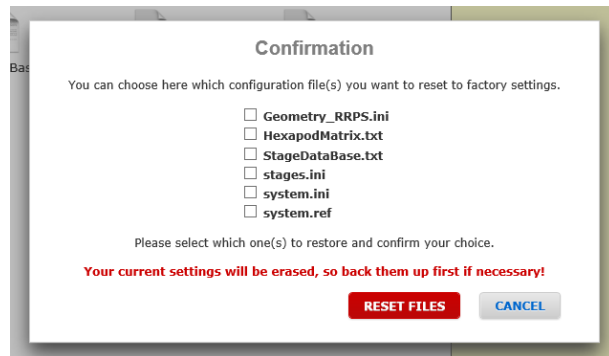 Confirmation
Bas
You can choose here which configuration file(s) you want to reset to factory settings.
Geometry_RRPS.ini
HexapodMatrix.txt
StageDataBase.txt
stages.ini
system.ini
system.ref
Please select which one(s) to restore and confirm your choice.
Your current settings will be erased, so back them up first if necessary!
RESET FILES CANCEL